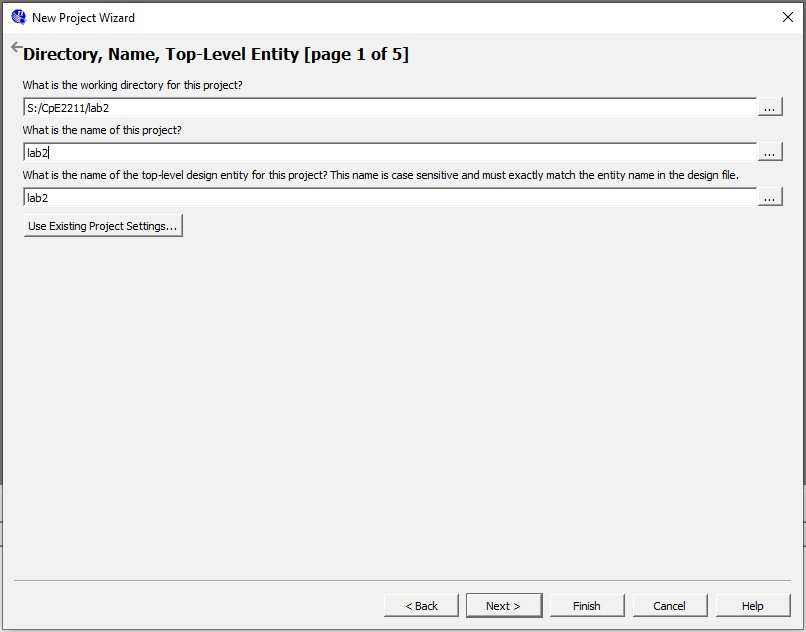 New Project Wizard
Directory, Name, Top-Level Entity [page 1 of 5]
What is the working directory for this project?
S:/CpE2211/lab2
...
What is the name of this project?
lab2
...
What is the name of the top-level design entity for this project? This name is case sensitive and must exactly match the entity name in the design file.
lab2
...
Use Existing Project Settings...
< Back
Next >
Finish
Cancel
Help